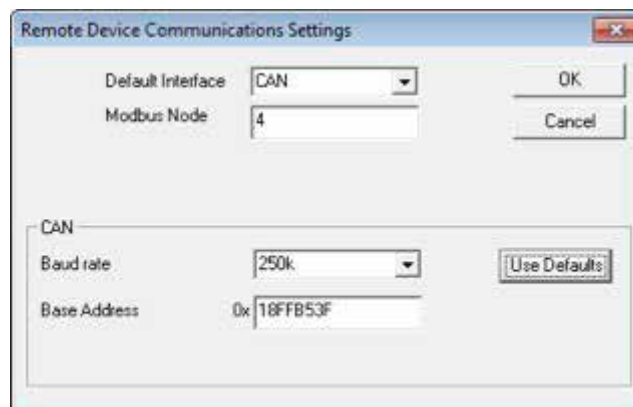 Remote Device Communications Settings
Default Interface CAN OK
Modbus Node 4 Cancel
CAN
Baud rate 250k Use Defaults
Base Address 0x 18FFB53F